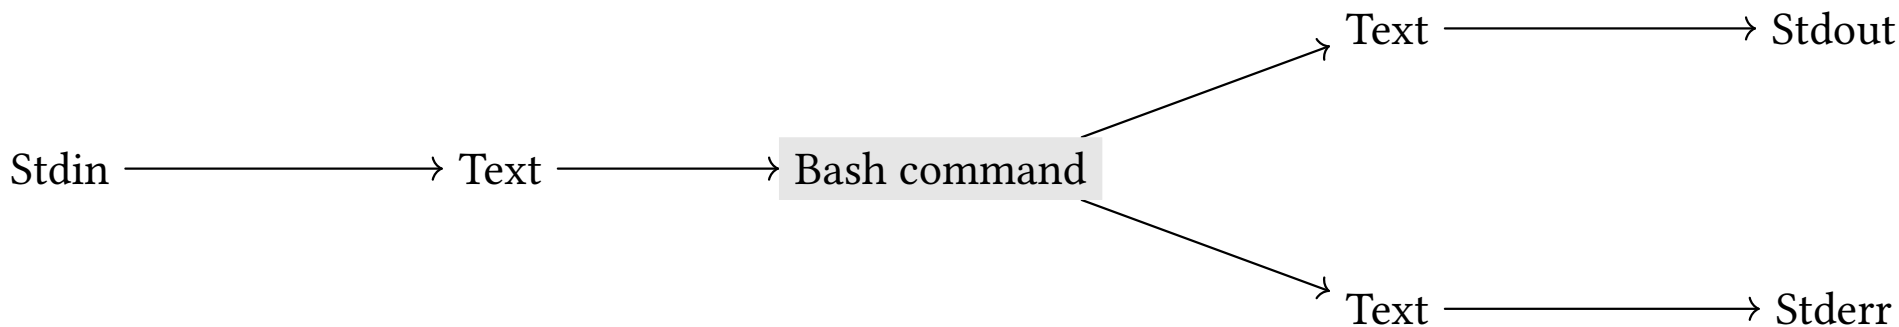 Text
Stdout
Stdin
Text
Bash command
Text
Stderr